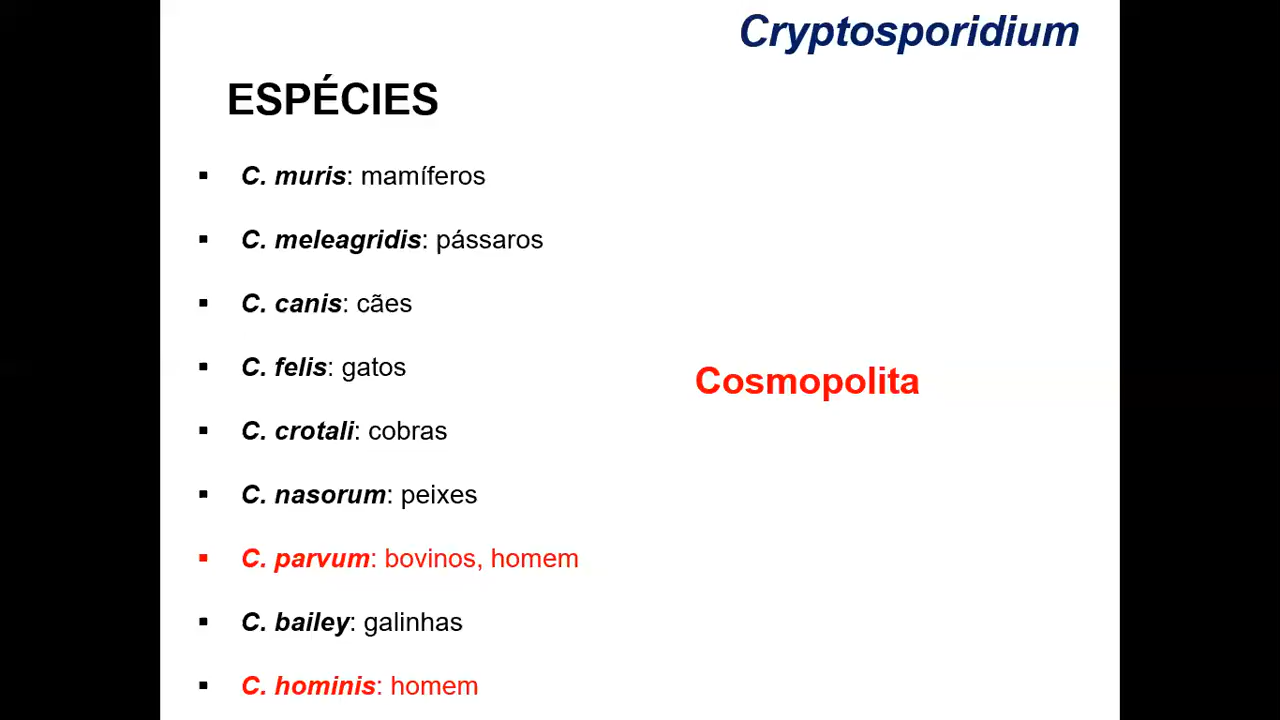 Cryptosporidium
ESPÉCIES
▪ C. muris: mamíferos
▪ C. meleagridis: pássaros
▪ C. canis: cães
▪ C. felis: gatos
Cosmopolita
▪ C. crotali: cobras
▪ C. nasorum: peixes
▪ C. parvum: bovinos, homem
▪ C. bailey: galinhas
▪ C. hominis: homem